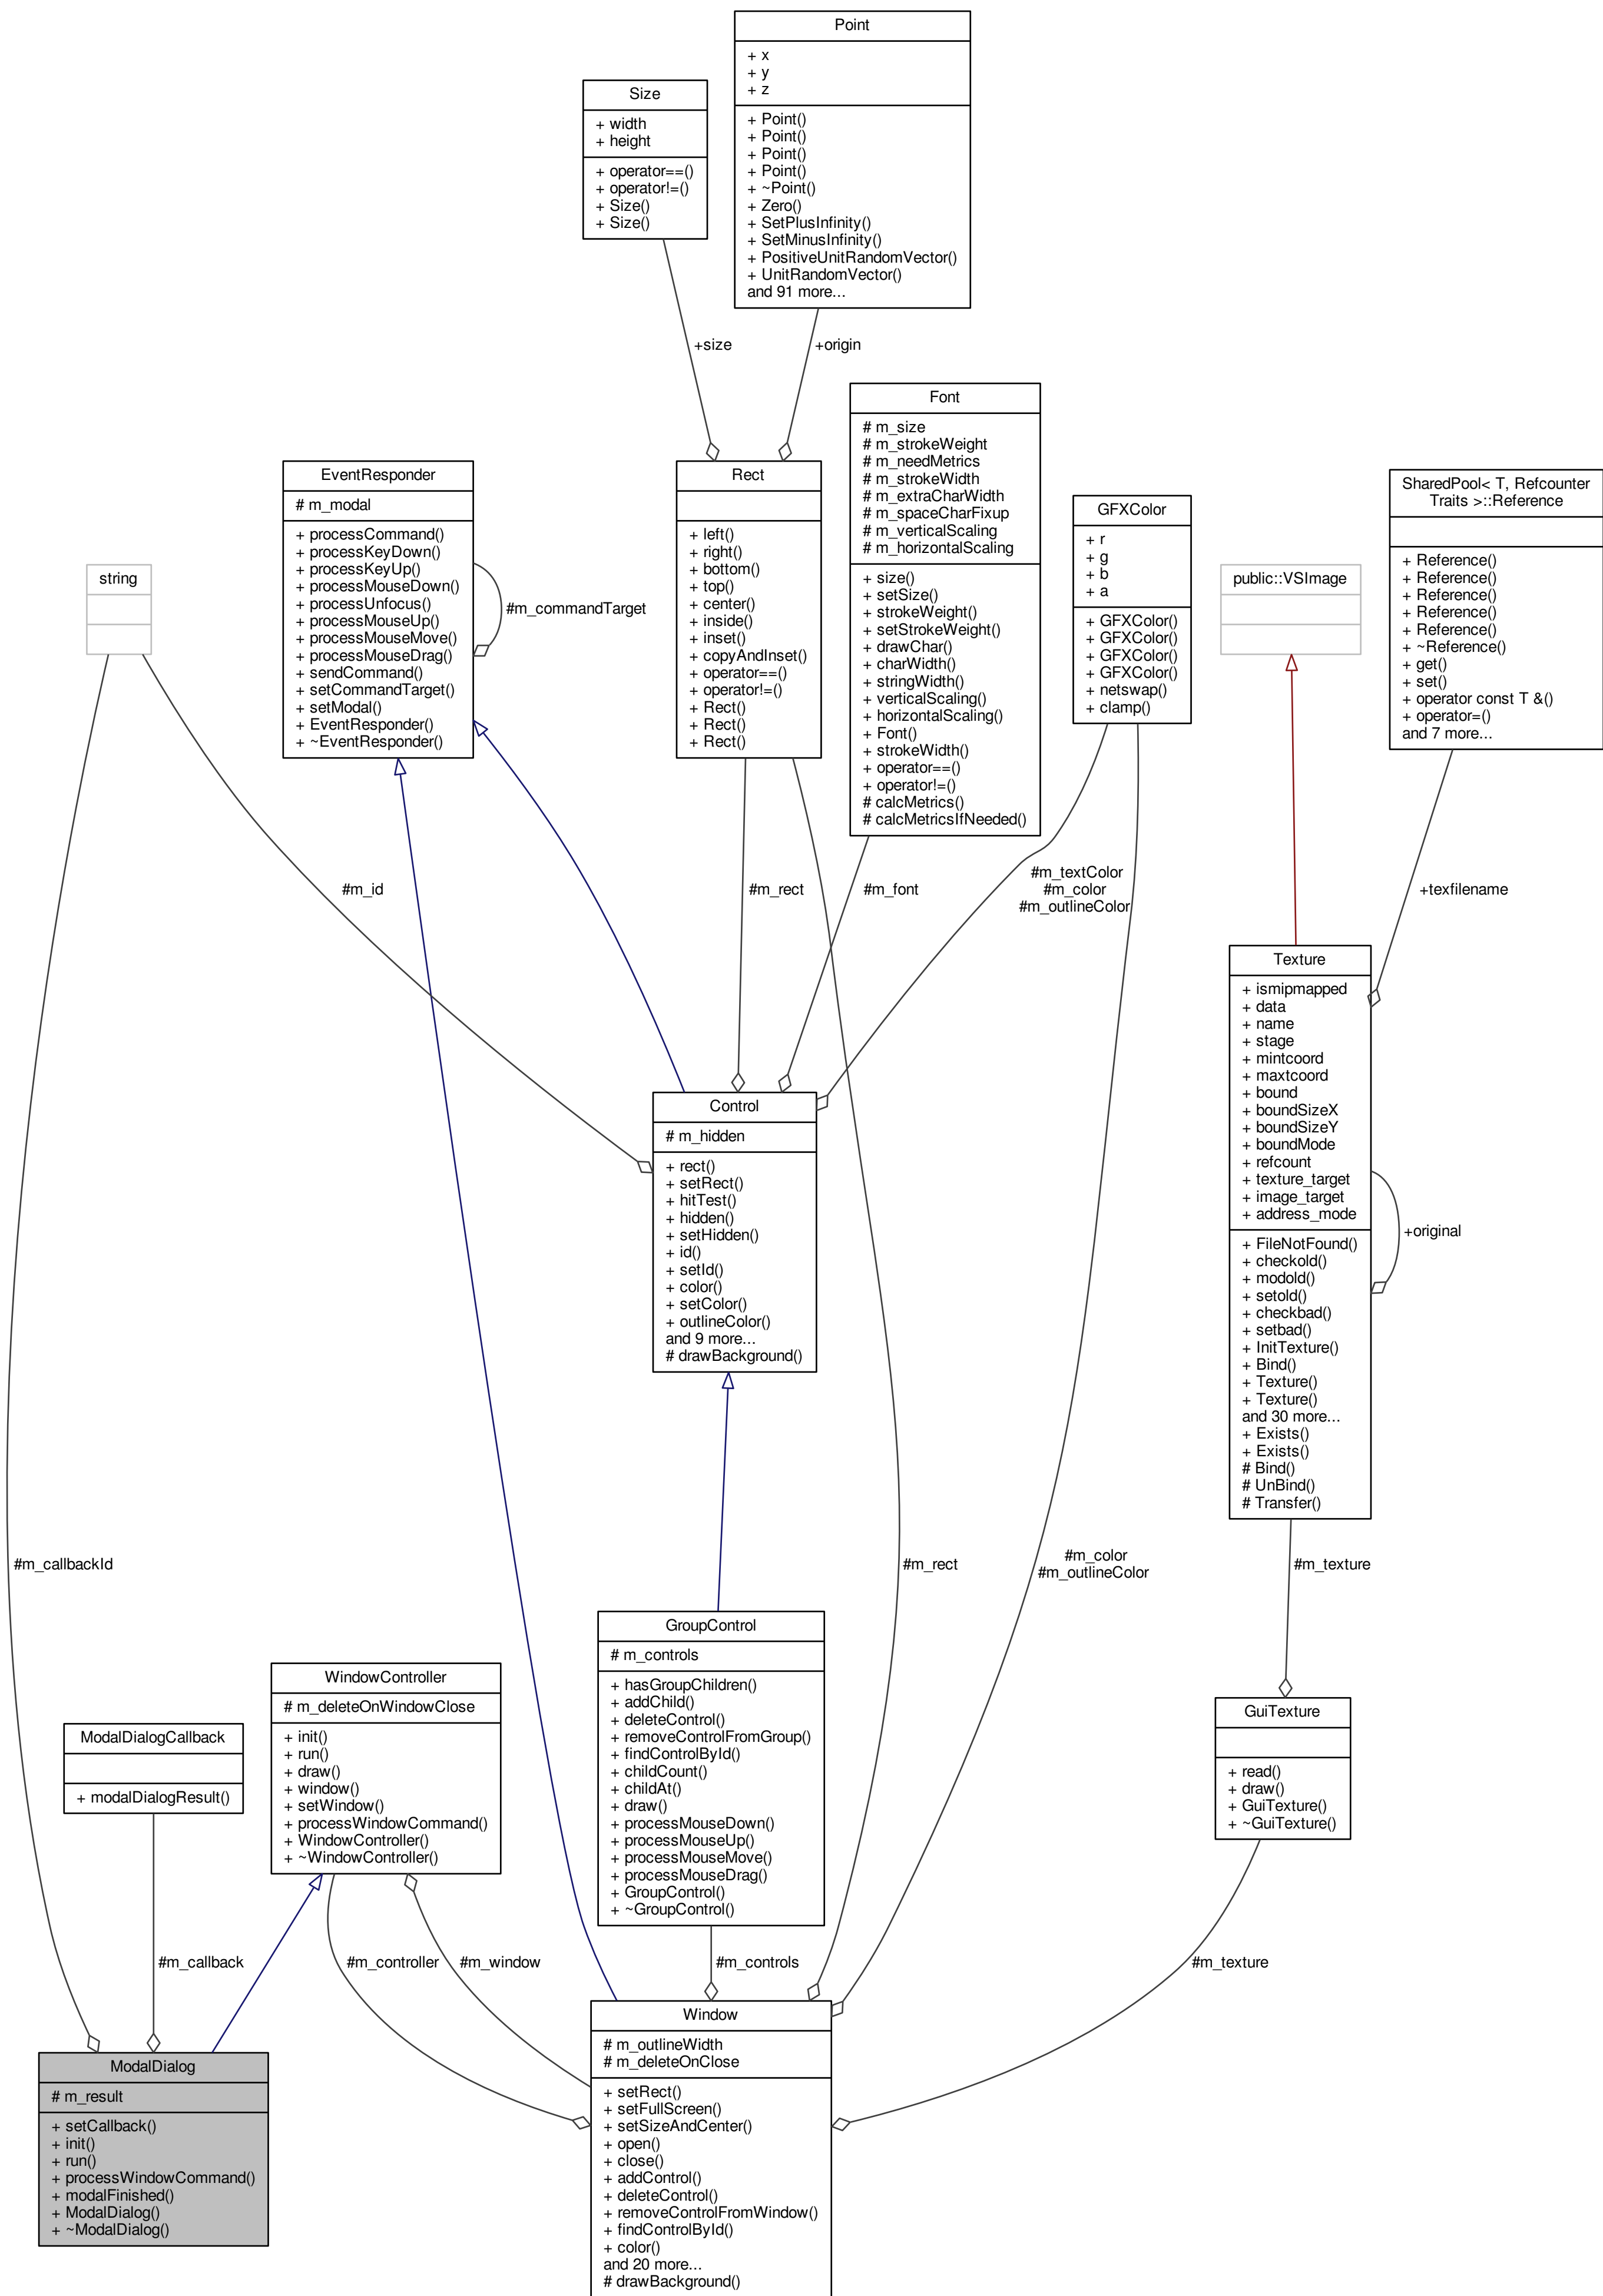 Point
+ x
+ y
+ z
+ Point()
+ Point()
+ Point()
+ Point()
+ ~Point()
+ Zero()
+ SetPlusInfinity()
+ SetMinusInfinity()
+ PositiveUnitRandomVector()
+ UnitRandomVector()
and 91 more...
Size
+ width
+ height
+ operator==()
+ operator!=()
+ Size()
+ Size()
+size
+origin
Font
# m_size
# m_strokeWeight
# m_needMetrics
# m_strokeWidth
# m_extraCharWidth
# m_spaceCharFixup
# m_verticalScaling
# m_horizontalScaling
+ size()
+ setSize()
+ strokeWeight()
+ setStrokeWeight()
+ drawChar()
+ charWidth()
+ stringWidth()
+ verticalScaling()
+ horizontalScaling()
+ Font()
+ strokeWidth()
+ operator==()
+ operator!=()
# calcMetrics()
# calcMetricsIfNeeded()
EventResponder
# m_modal
+ processCommand()
+ processKeyDown()
+ processKeyUp()
+ processMouseDown()
+ processUnfocus()
+ processMouseUp()
+ processMouseMove()
+ processMouseDrag()
+ sendCommand()
+ setCommandTarget()
+ setModal()
+ EventResponder()
+ ~EventResponder()
#m_commandTarget
Rect
+ left()
+ right()
+ bottom()
+ top()
+ center()
+ inside()
+ inset()
+ copyAndInset()
+ operator==()
+ operator!=()
+ Rect()
+ Rect()
+ Rect()
GFXColor
+ r
+ g
+ b
+ a
+ GFXColor()
+ GFXColor()
+ GFXColor()
+ GFXColor()
+ netswap()
+ clamp()
SharedPool< T, Refcounter
Traits >::Reference
+ Reference()
+ Reference()
+ Reference()
+ Reference()
+ Reference()
+ ~Reference()
+ get()
+ set()
+ operator const T &()
+ operator=()
and 7 more...
string
public::VSImage
#m_id
#m_rect
#m_font
#m_textColor
#m_color
#m_outlineColor
+texfilename
Texture
+ ismipmapped
+ data
+ name
+ stage
+ mintcoord
+ maxtcoord
+ bound
+ boundSizeX
+ boundSizeY
+ boundMode
+ refcount
+ texture_target
+ image_target
+ address_mode
+ FileNotFound()
+ checkold()
+ modold()
+ setold()
+ checkbad()
+ setbad()
+ InitTexture()
+ Bind()
+ Texture()
+ Texture()
and 30 more...
+ Exists()
+ Exists()
# Bind()
# UnBind()
# Transfer()
+original
Control
# m_hidden
+ rect()
+ setRect()
+ hitTest()
+ hidden()
+ setHidden()
+ id()
+ setId()
+ color()
+ setColor()
+ outlineColor()
and 9 more...
# drawBackground()
#m_callbackId
#m_rect
#m_color
#m_outlineColor
#m_texture
GroupControl
# m_controls
+ hasGroupChildren()
+ addChild()
+ deleteControl()
+ removeControlFromGroup()
+ findControlById()
+ childCount()
+ childAt()
+ draw()
+ processMouseDown()
+ processMouseUp()
+ processMouseMove()
+ processMouseDrag()
+ GroupControl()
+ ~GroupControl()
WindowController
# m_deleteOnWindowClose
+ init()
+ run()
+ draw()
+ window()
+ setWindow()
+ processWindowCommand()
+ WindowController()
+ ~WindowController()
GuiTexture
+ read()
+ draw()
+ GuiTexture()
+ ~GuiTexture()
ModalDialogCallback
+ modalDialogResult()
#m_callback
#m_controller
#m_window
#m_controls
#m_texture
Window
# m_outlineWidth
# m_deleteOnClose
+ setRect()
+ setFullScreen()
+ setSizeAndCenter()
+ open()
+ close()
+ addControl()
+ deleteControl()
+ removeControlFromWindow()
+ findControlById()
+ color()
and 20 more...
# drawBackground()
ModalDialog
# m_result
+ setCallback()
+ init()
+ run()
+ processWindowCommand()
+ modalFinished()
+ ModalDialog()
+ ~ModalDialog()